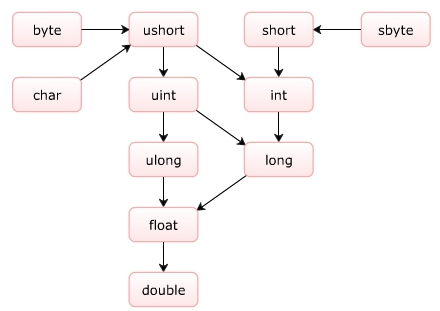 byte
ushort
short
sbyte
char
uint
int
ulong
long
float
double